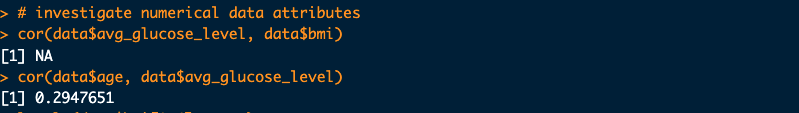 > # investigate numerical data attributes
> cor(data$avg_glucose_level, data$bmi)
[1] NA
> cor(data$age, data$avg_glucose_level)
[1] 0.2947651